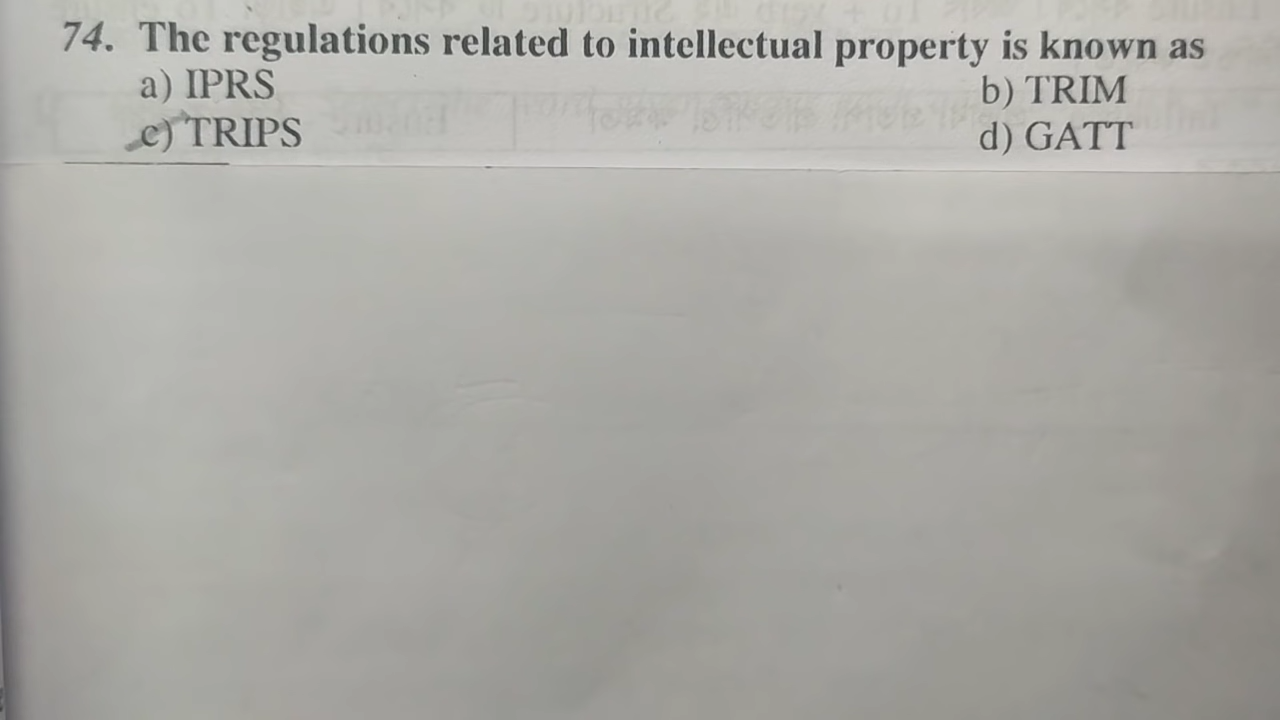 74. The regulations related to intellectual property is known as
a) IPRS b) TRIM
c) TRIPS d) GATT